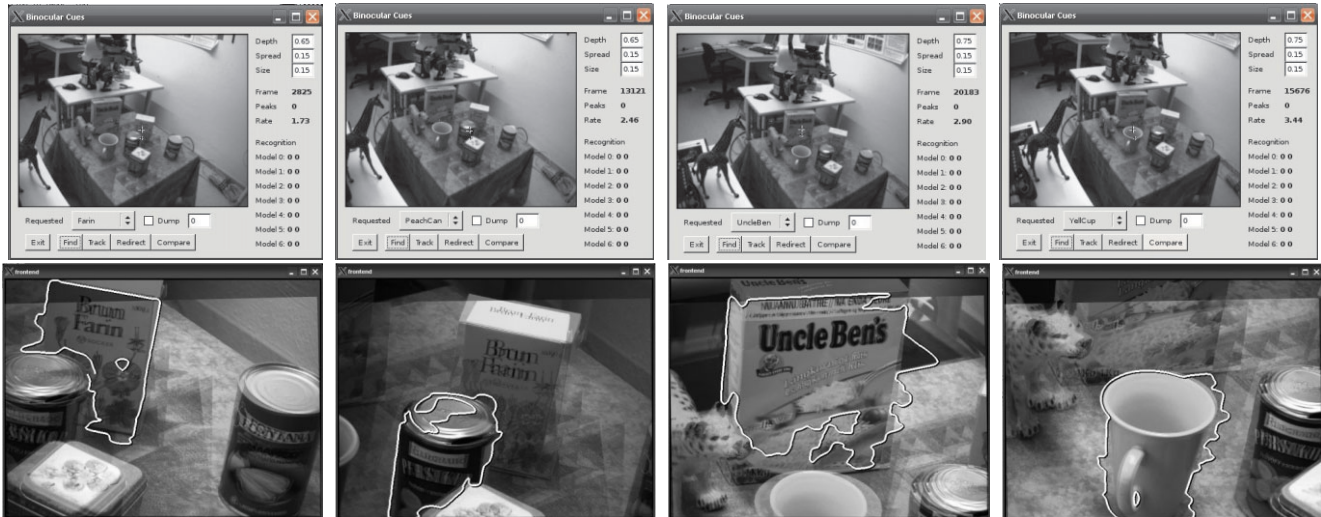 Binocular Cues
Depth 0.65
Spread 0.15
Size 0.15
Frame 2825
Peaks 0
Rate 1.73
Recognition
Model 0: 0 0
Model 1: 0 0
Model 2: 0 0
Model 3: 0 0
Model 4: 0 0
Model 5: 0 0
Model 6: 0 0
Requested Farin Dump 0
Exit Find Track Redirect Compare
Binocular Cues
Depth 0.65
Spread 0.15
Size 0.15
Frame 13121
Peaks 0
Rate 2.46
Recognition
Model 0: 0 0
Model 1: 0 0
Model 2: 0 0
Model 3: 0 0
Model 4: 0 0
Model 5: 0 0
Model 6: 0 0
Requested PeachCan Dump 0
Exit Find Track Redirect Compare
Binocular Cues
Depth 0.75
Spread 0.15
Size 0.15
Frame 20183
Peaks 0
Rate 2.90
Recognition
Model 0: 0 0
Model 1: 0 0
Model 2: 0 0
Model 3: 0 0
Model 4: 0 0
Model 5: 0 0
Model 6: 0 0
Requested UncleBen Dump 0
Exit Find Track Redirect Compare
Binocular Cues
Depth 0.75
Spread 0.15
Size 0.15
Frame 15676
Peaks 0
Rate 3.44
Recognition
Model 0: 0 0
Model 1: 0 0
Model 2: 0 0
Model 3: 0 0
Model 4: 0 0
Model 5: 0 0
Model 6: 0 0
Requested YellCup Dump 0
Exit Find Track Redirect Compare
frontend
Farin
frontend
frontend
Uncle Ben's
Uncle Ben's
frontend